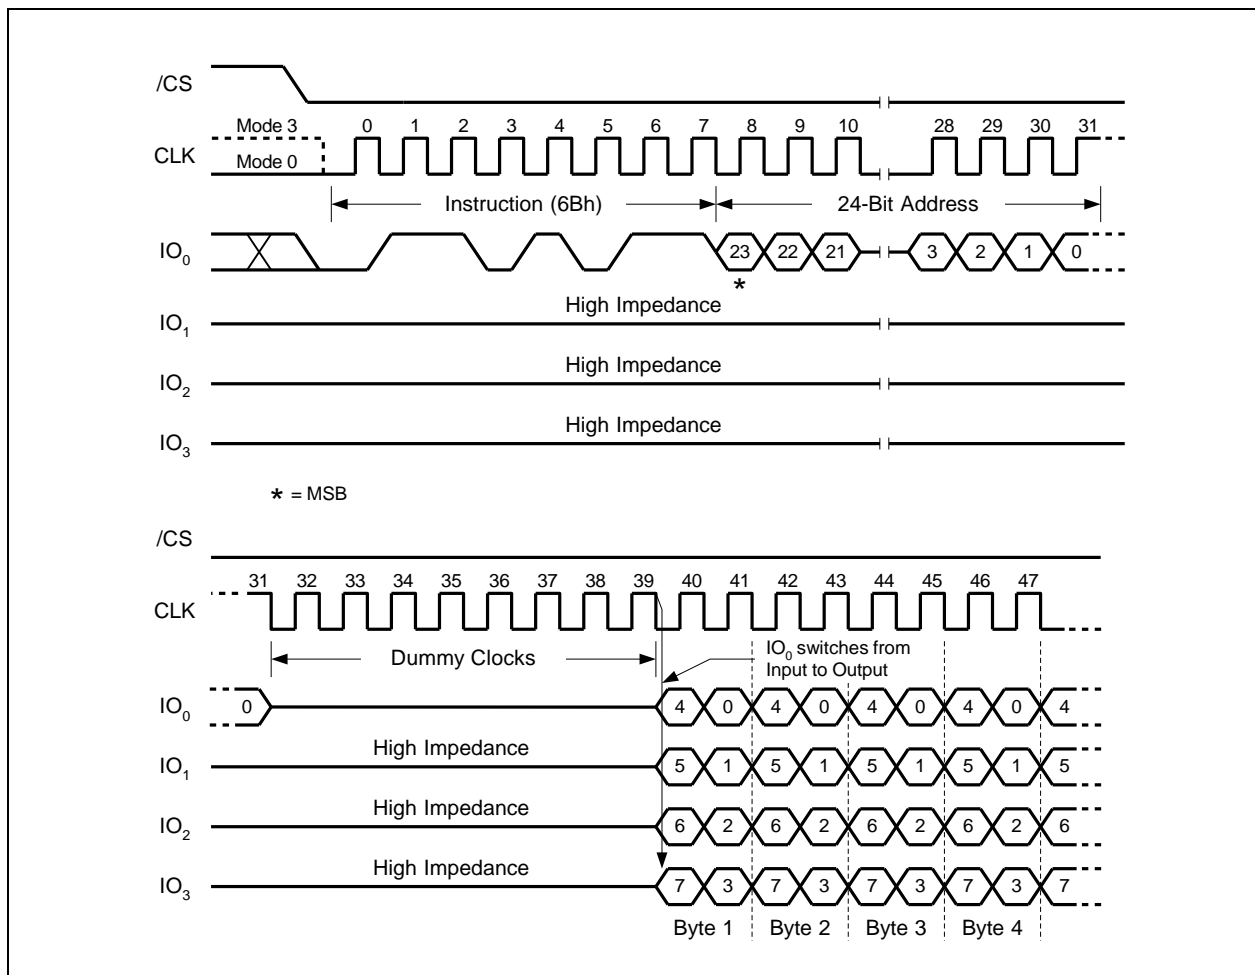 /CS
Mode 3 0 1 2 3 4 5 6 7 8 9 10 28 29 30 31
CLK Mode 0
Instruction (6Bh) 24-Bit Address
IO0 23 22 21 3 2 1 0
*
High Impedance
IO1
High Impedance
IO2
High Impedance
IO3
* = MSB
/CS
31 32 33 34 35 36 37 38 39 40 41 42 43 44 45 46 47
CLK
Dummy Clocks
IO0 switches from
Input to Output
IO0 0 4 0 4 0 4 0 4 0 4
High Impedance
IO1 5 1 5 1 5 1 5 1 5
High Impedance
IO2 6 2 6 2 6 2 6 2 6
High Impedance
IO3 7 3 7 3 7 3 7 3 7
Byte 1 Byte 2 Byte 3 Byte 4